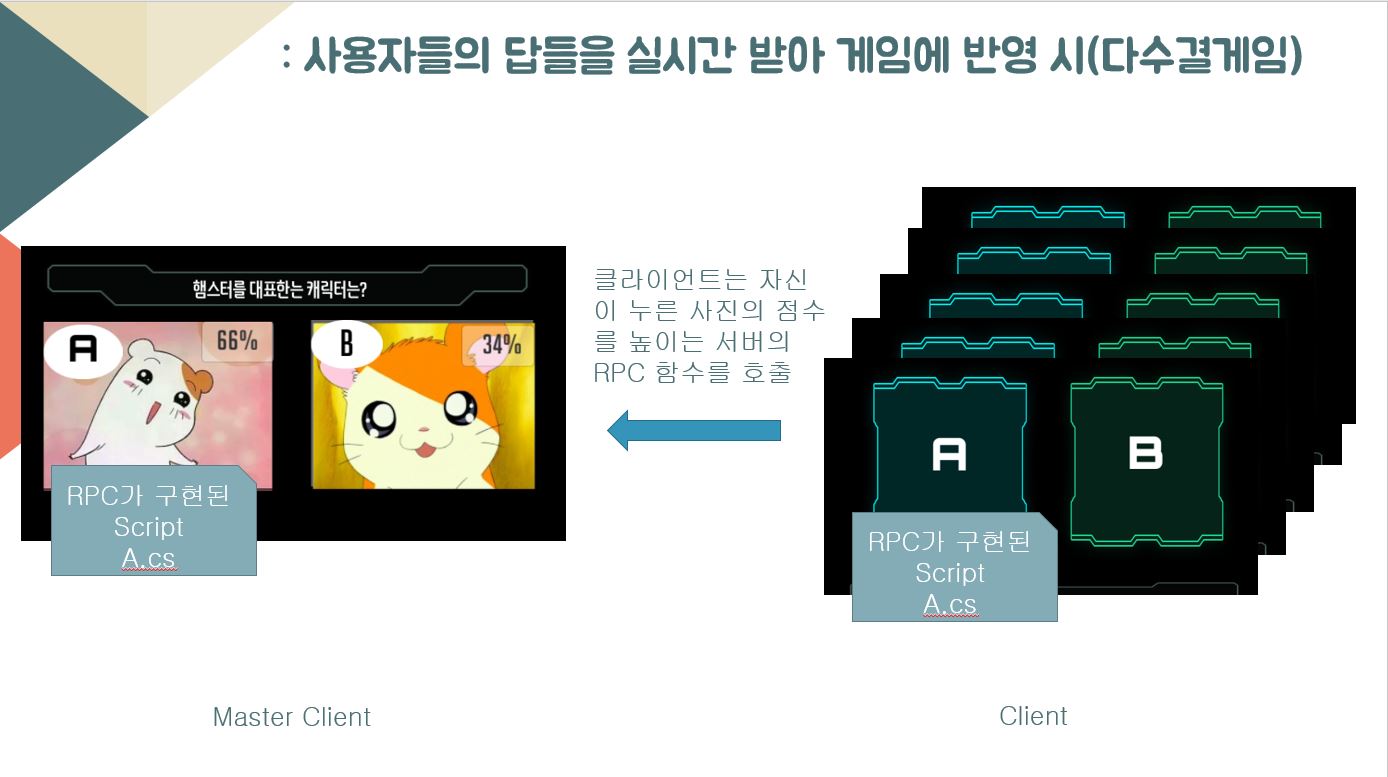 : 사용자들의 답들을 실시간 받아 게임에 반영 시(다수결게임)
햄스터를 대표한는 캐릭터는?
A
66%
B
34%
RPC가 구현된
Script
A.cs
클라이언트는 자신
이 누른 사진의 점수
를 높이는 서버의
RPC 함수를 호출
A
B
RPC가 구현된
Script
A.cs
Master Client
Client